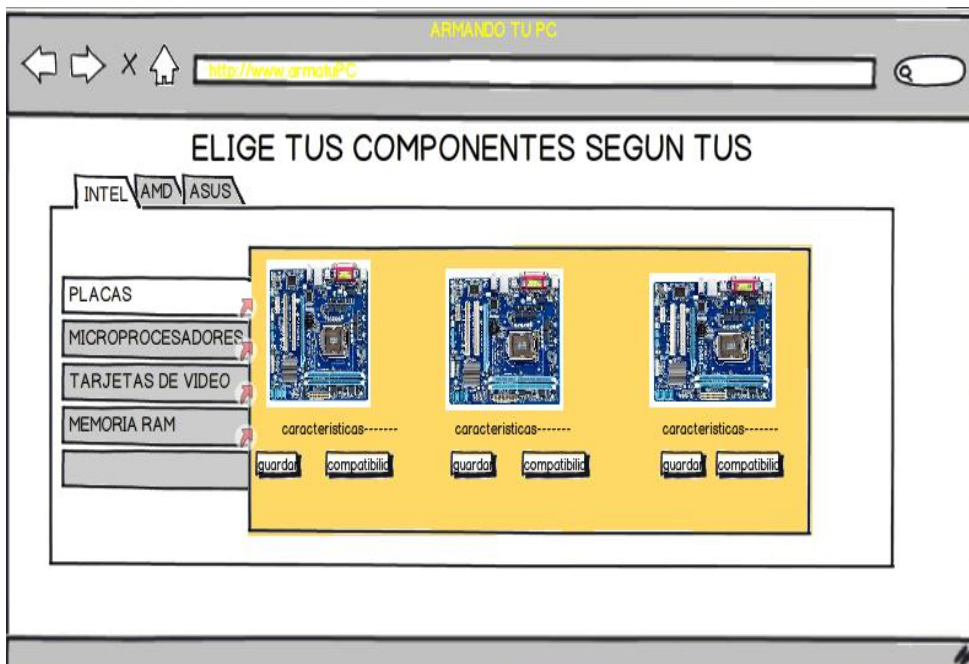 ARMANDO TU PC
http://www armatuPC
ELIGE TUS COMPONENTES SEGUN TUS
INTEL AMD ASUS
PLACAS
MICROPROCESADORES
TARJETAS DE VIDEO
MEMORIA RAM
caracteristicas------- caracteristicas------- caracteristicas-------
guardar compatibilid guardar compatibilid guardar compatibilid